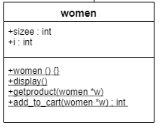 women
+sizee : int
+i : int
+women () {}
+display()
+getproduct(women *w)
+add_to_cart(women *w) : int